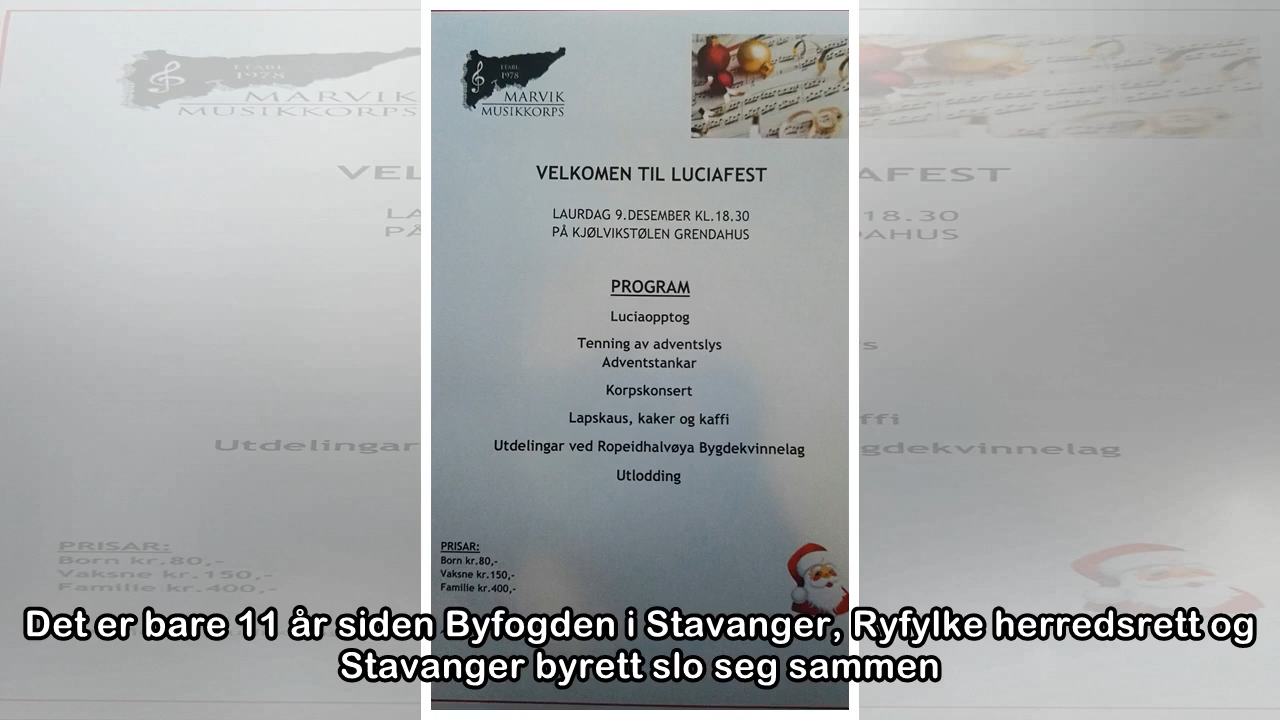 ETABL
1978
MARVIK
MUSIKKORPS
VELKOMEN TIL LUCIAFEST
LAURDAG 9.DESEMBER KL.18.30
PÅ KJØLVIKSTØLEN GRENDAHUS
PROGRAM
Luciaopptog
Tenning av adventslys
Adventstankar
Korpskonsert
Lapskaus, kaker og kaffi
Utdelingar ved Ropeidhalvøya Bygdekvinnelag
Utlodding
PRISAR:
Born kr.80,-
Vaksne kr.150,-
Familie kr.400,-
Det er bare 11 år siden Byfogden i Stavanger, Ryfylke herredsrett og
Stavanger byrett slo seg sammen